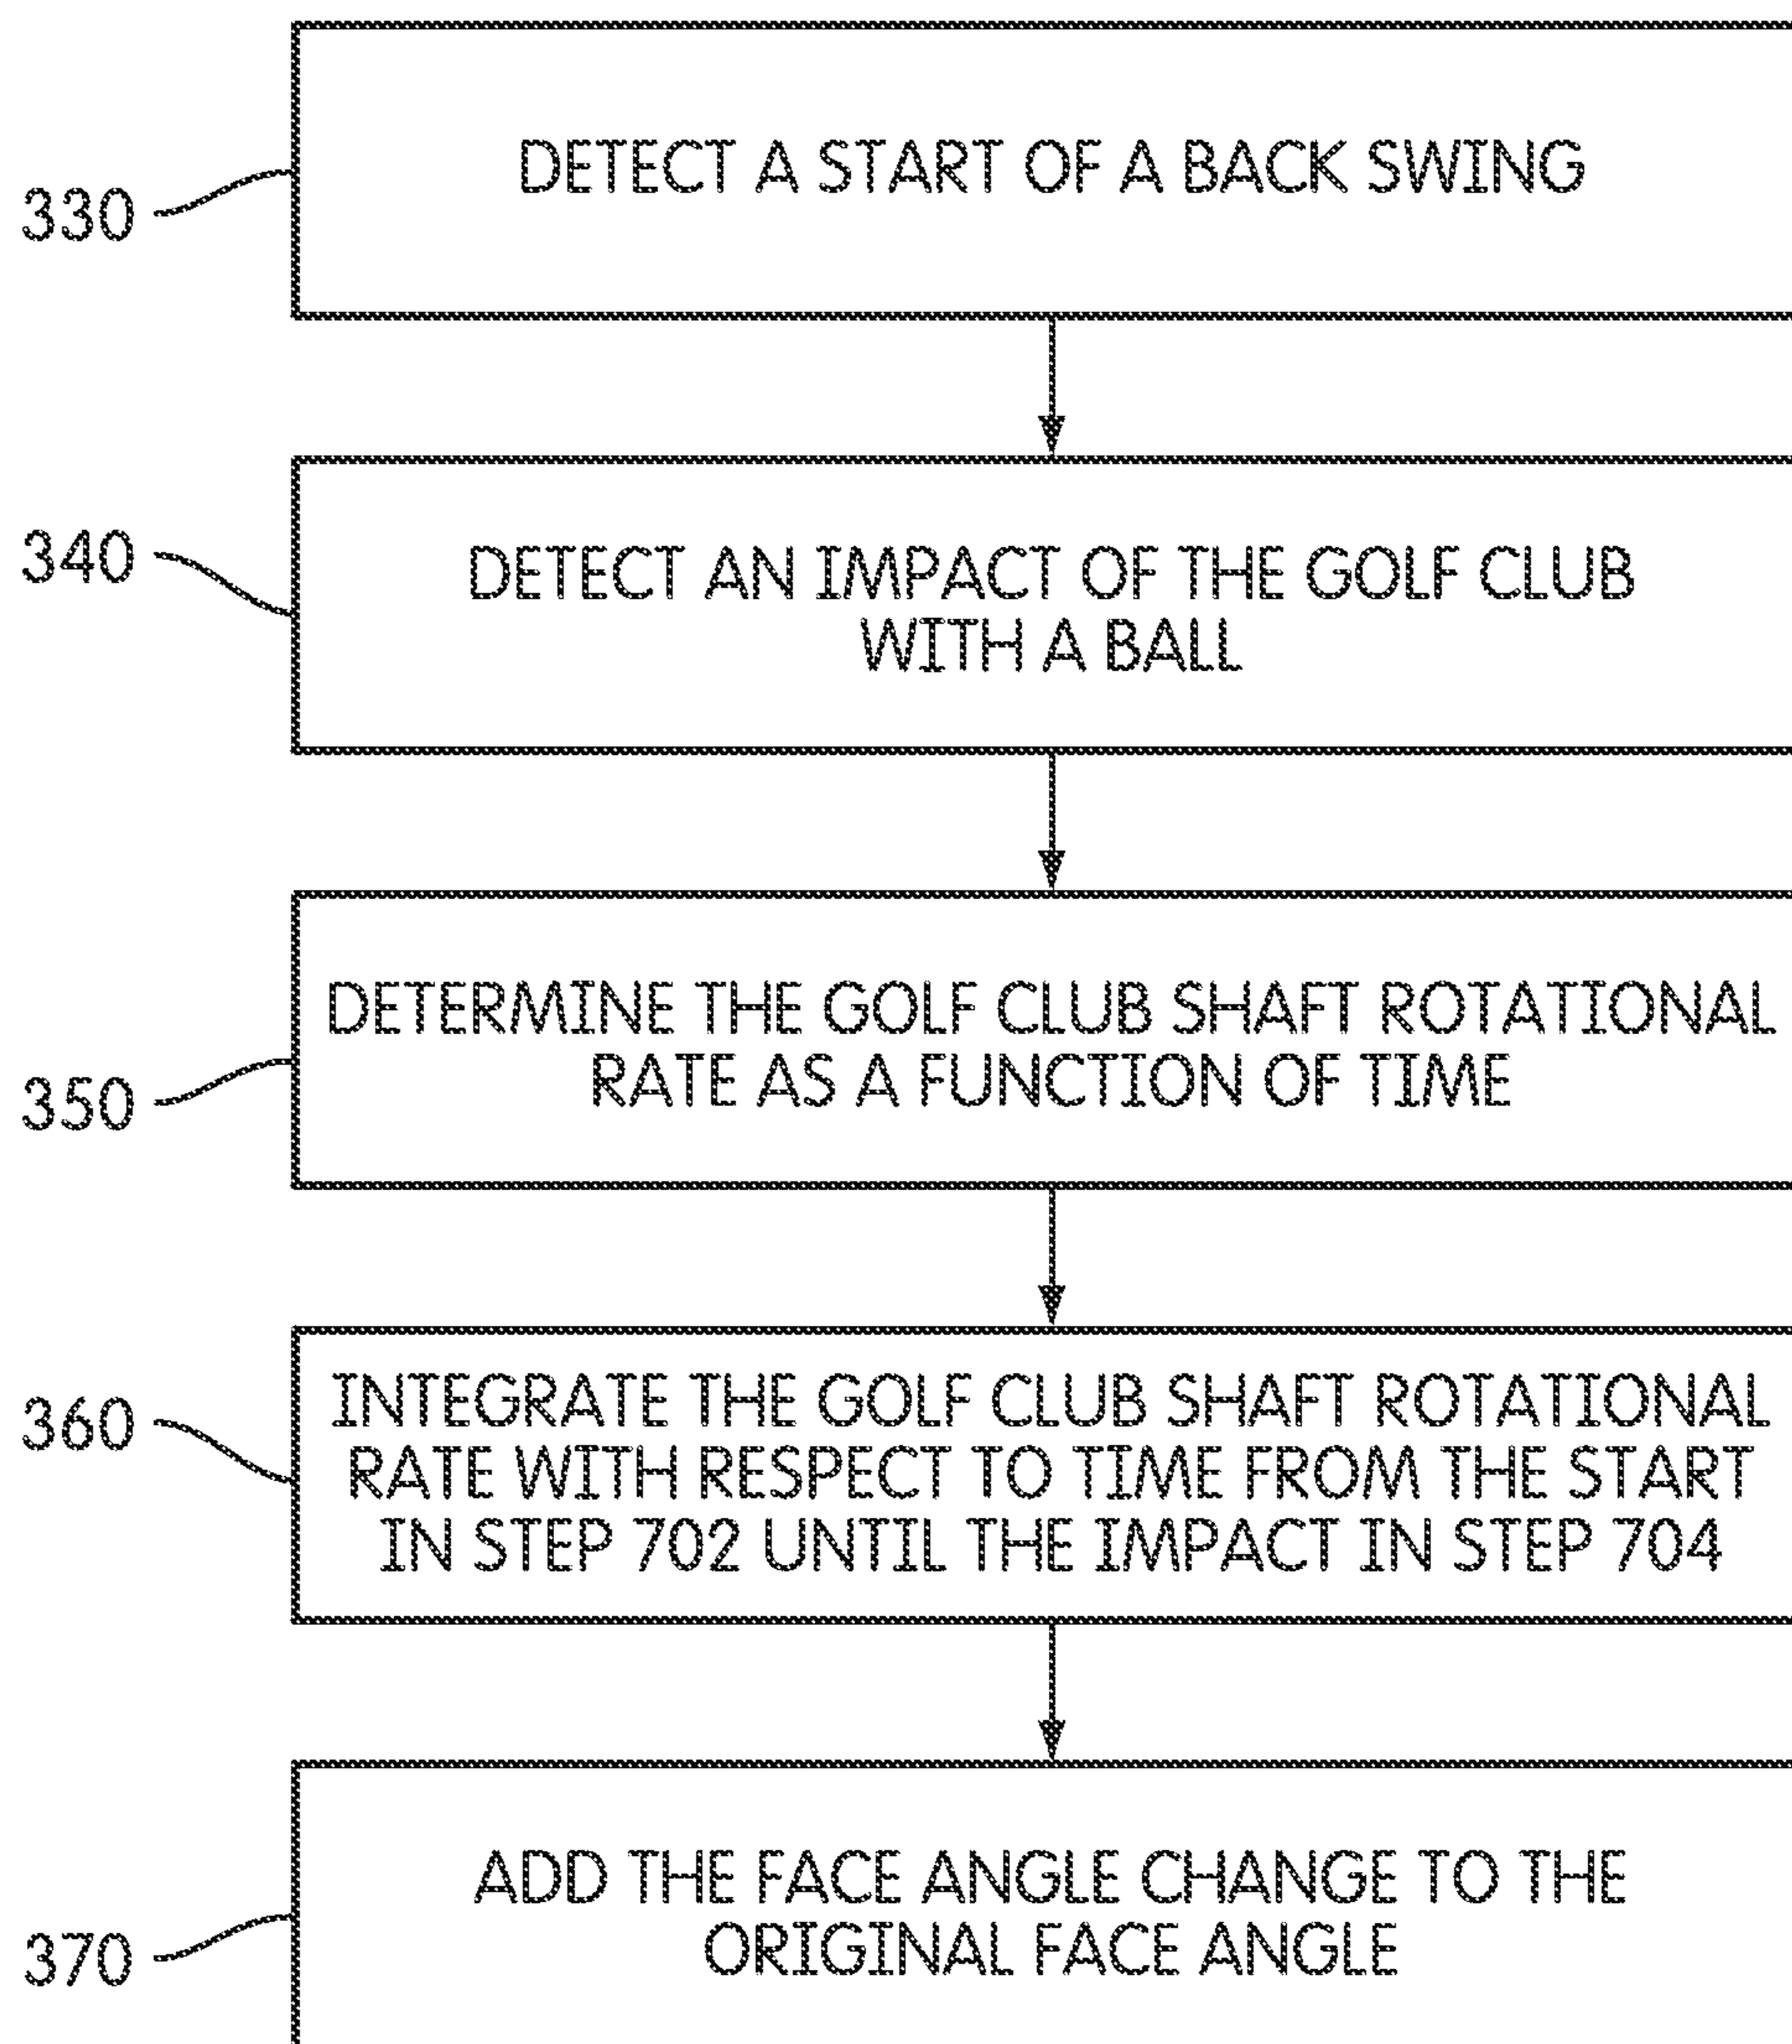 330
DETECT A START OF A BACK SWING
340
DETECT AN IMPACT OF THE GOLF CLUB
WITH A BALL
350
DETERMINE THE GOLF CLUB SHAFT ROTATIONAL
RATE AS A FUNCTION OF TIME
360
INTEGRATE THE GOLF CLUB SHAFT ROTATIONAL
RATE WITH RESPECT TO TIME FROM THE START
IN STEP 702 UNTIL THE IMPACT IN STEP 704
370
ADD THE FACE ANGLE CHANGE TO THE
ORIGINAL FACE ANGLE